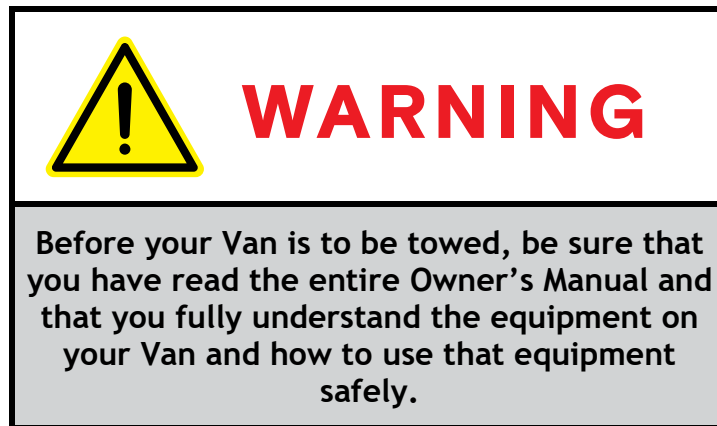 WARNING
Before your Van is to be towed, be sure that
you have read the entire Owner’s Manual and
that you fully understand the equipment on
your Van and how to use that equipment
safely.